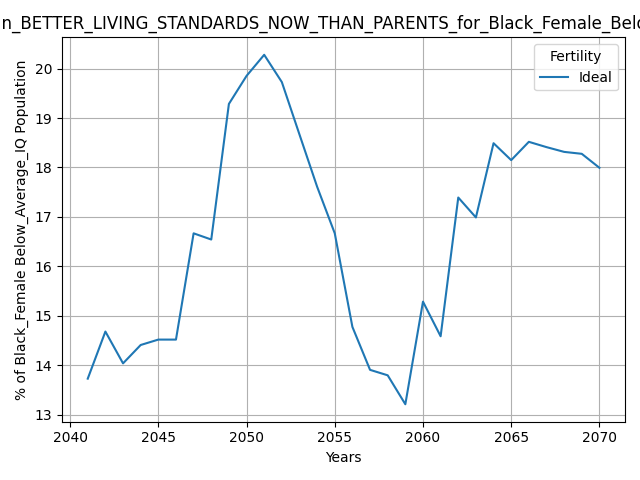 n_BETTER_LIVING_STANDARDS_NOW_THAN_PARENTS_for_Black_Female_Belo
Fertility
Ideal
% of Black_Female Below_Average_IQ Population
20
19
18
17
16
15
14
13
2040 2045 2050 2055 2060 2065 2070
Years